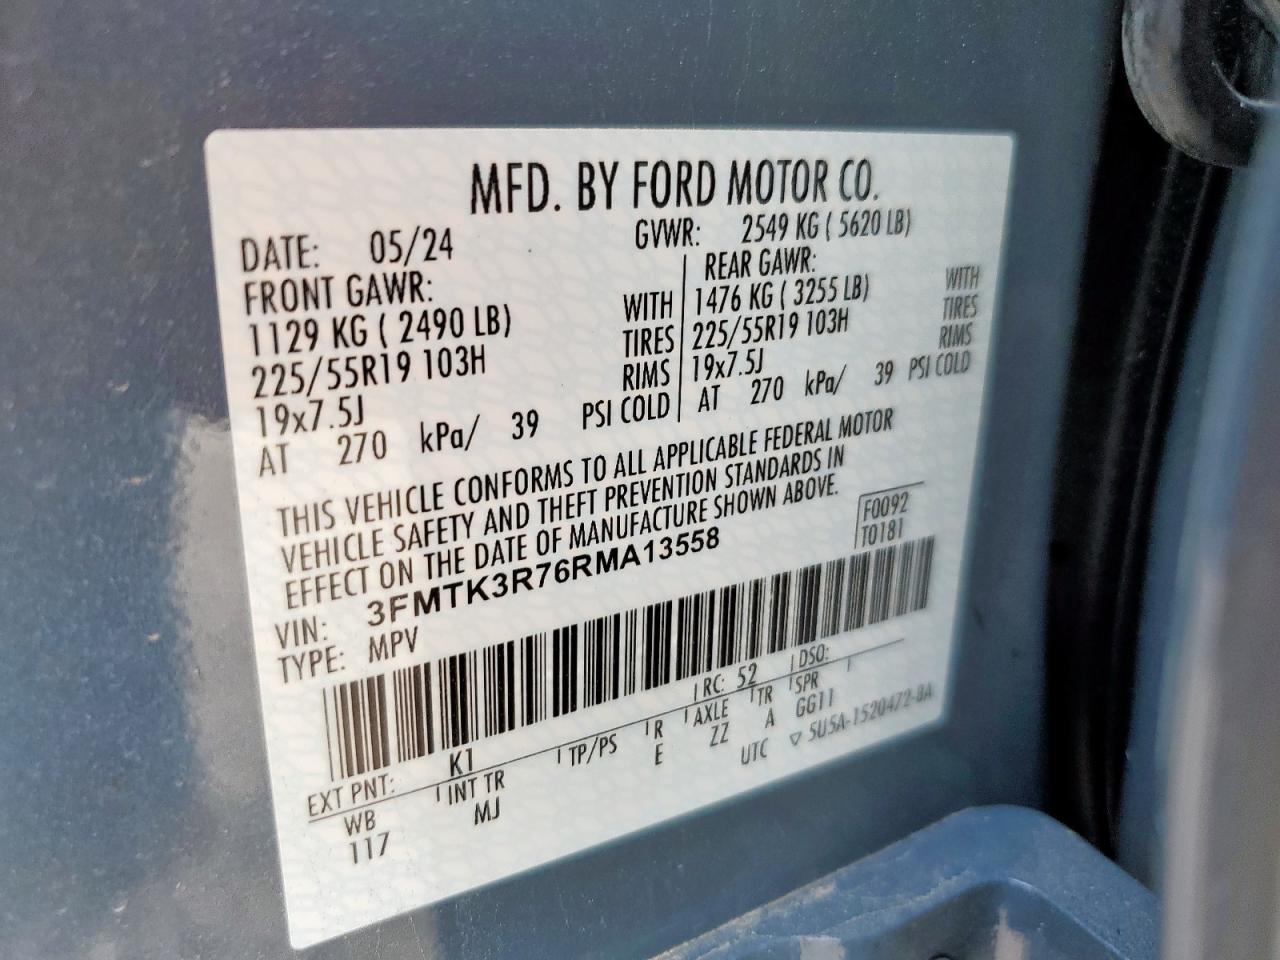 MFD. BY FORD MOTOR CO.
DATE: 05/24 GVWR: 2549 KG ( 5620 LB)
FRONT GAWR: REAR GAWR:
1129 KG ( 2490 LB) WITH 1476 KG ( 3255 LB) WITH
225/55R19 103H TIRES 225/55R19 103H TIRES
19x7.5J RIMS 19x7.5J RIMS
AT 270 kPa/ 39 PSI COLD AT 270 kPa/ 39 PSI COLD
THIS VEHICLE CONFORMS TO ALL APPLICABLE FEDERAL MOTOR
VEHICLE SAFETY AND THEFT PREVENTION STANDARDS IN
EFFECT ON THE DATE OF MANUFACTURE SHOWN ABOVE.
F0092
T0181
VIN: 3FMTK3R76RMA13558
TYPE: MPV
EXT PNT: K1 RC: 52 DSO:
WB INT TR TP/PS R AXLE TR SPR
117 MJ E ZZ A GG11
UTC ▽ 5U5A-1520472-BA